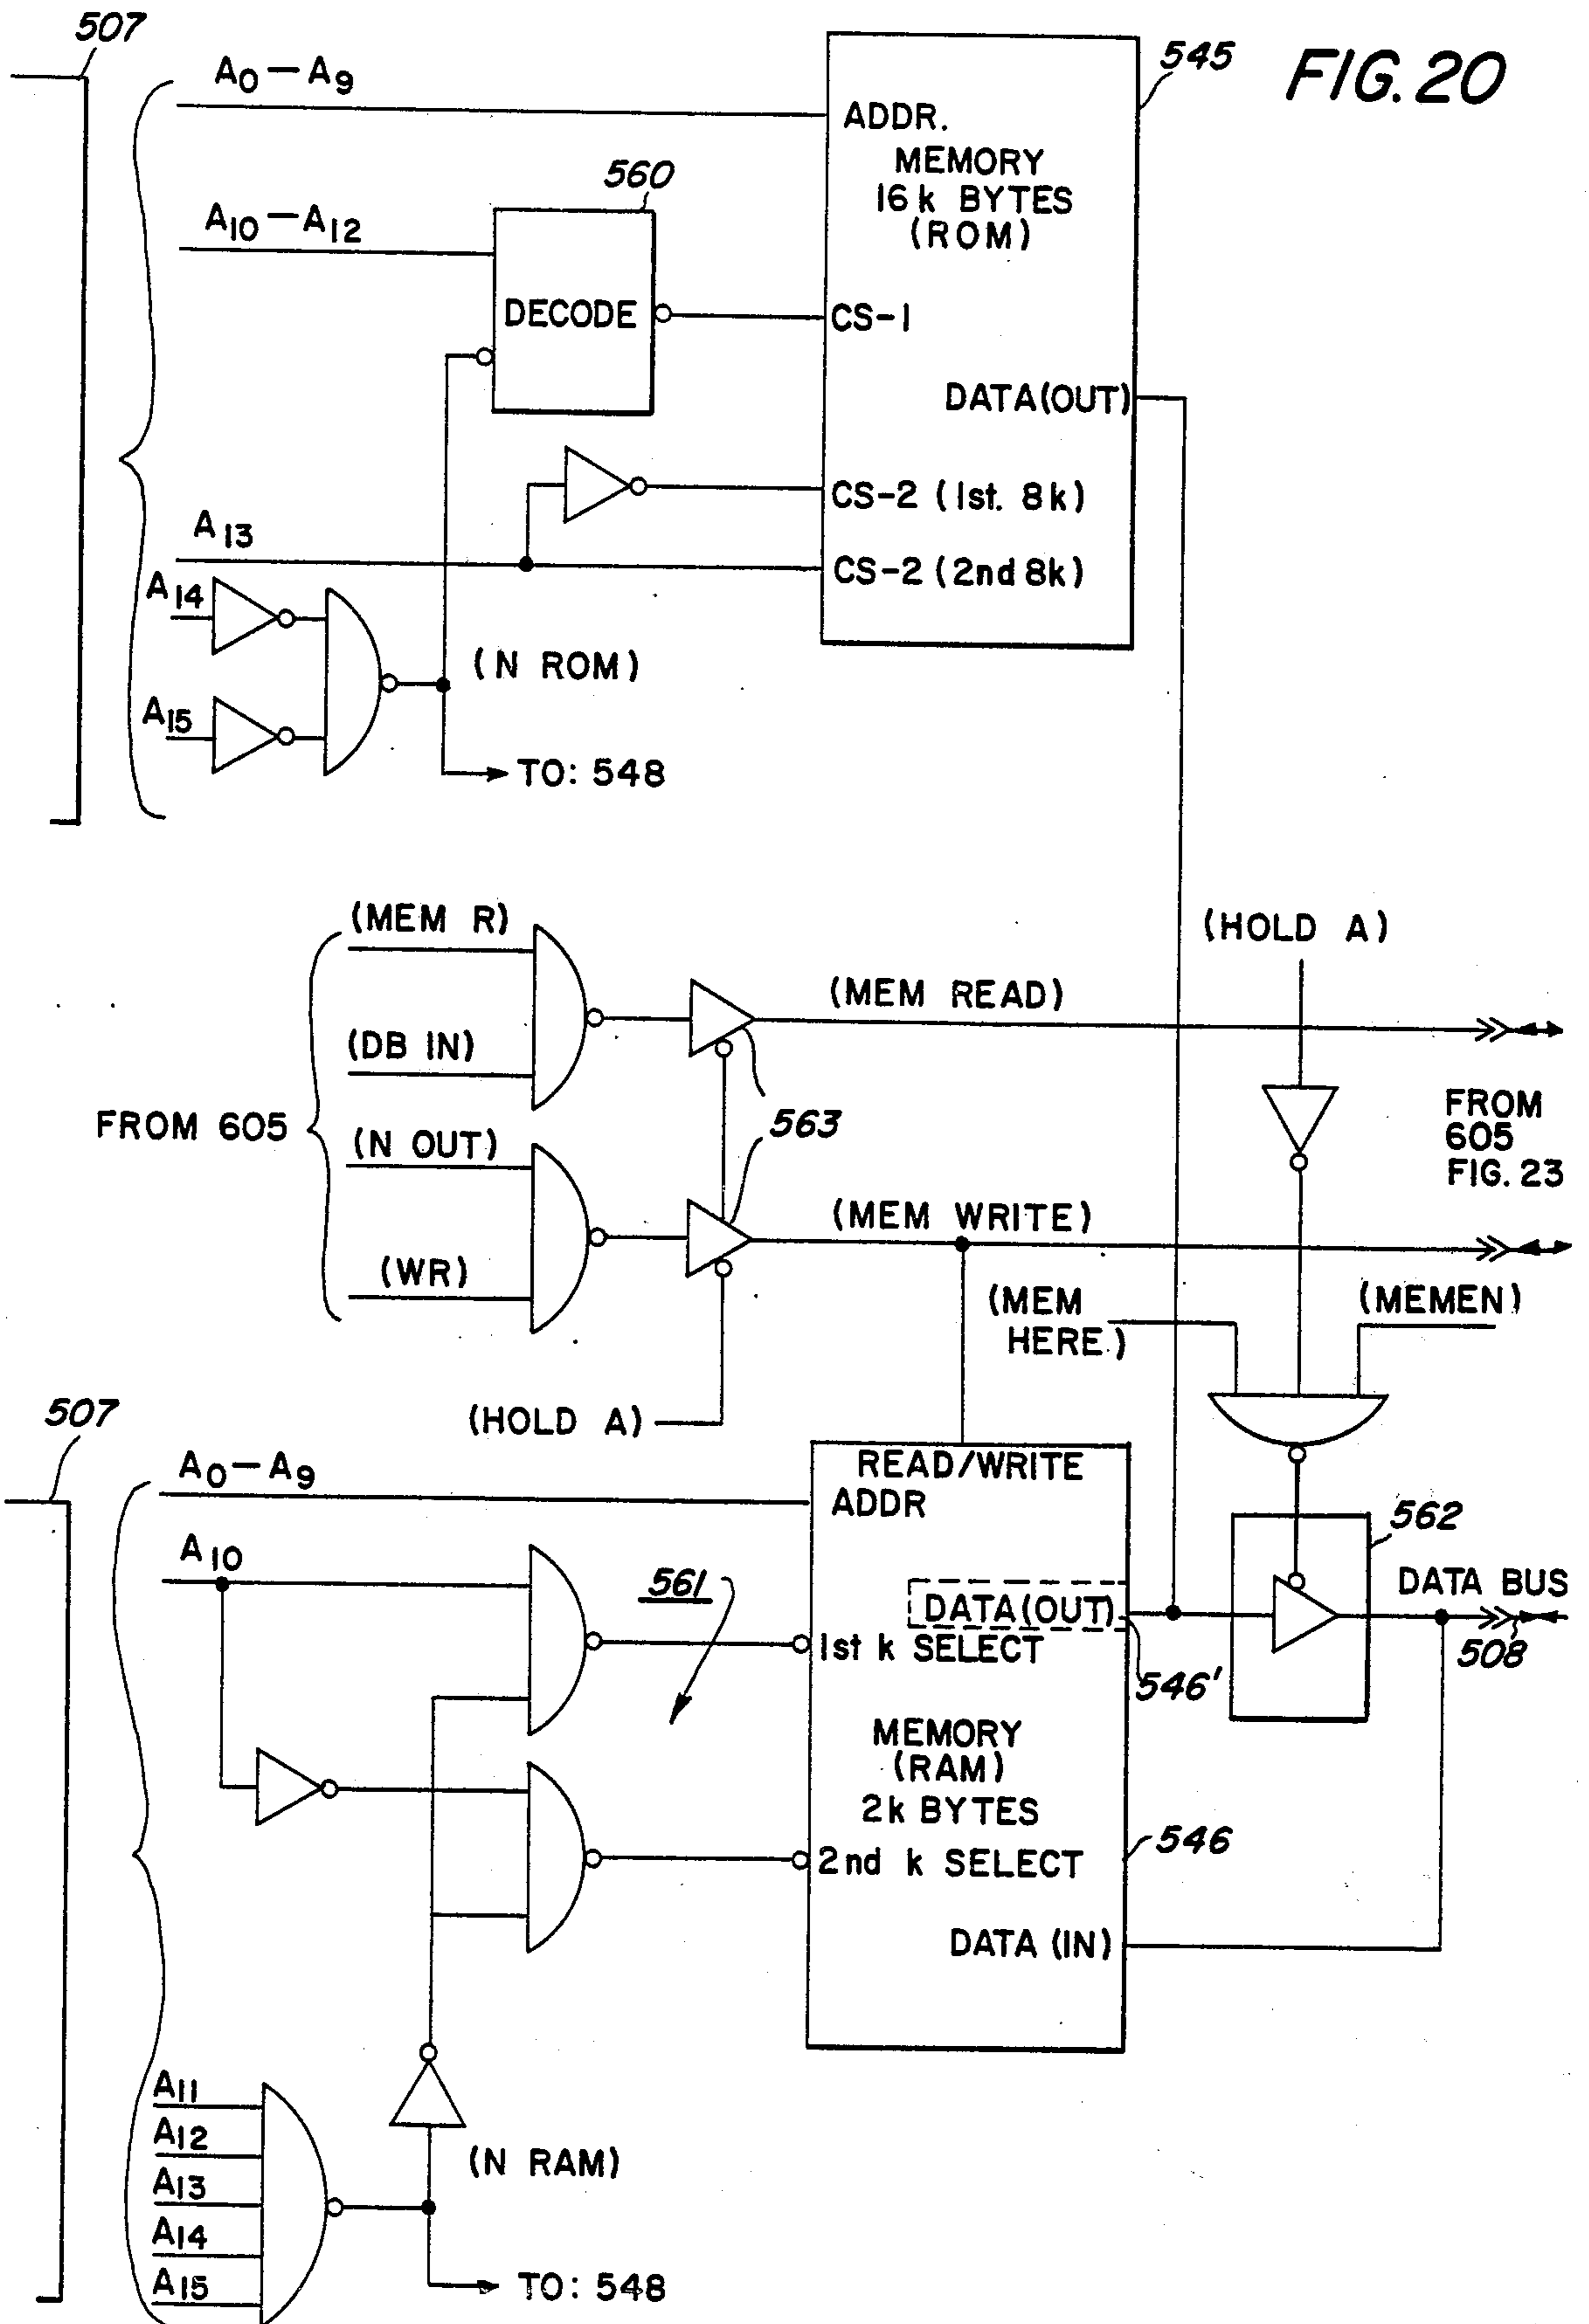 507
A0–A9
545
FIG. 20
ADDR.
MEMORY
16k BYTES
(ROM)
560
A10–A12
DECODE
CS-1
DATA(OUT)
CS-2 (1st. 8k)
A13
CS-2 (2nd 8k)
A14
(N ROM)
A15
TO: 548
(MEM R)
(HOLD A)
(MEM READ)
(DB IN)
FROM 605
563
FROM
605
FIG. 23
(N OUT)
(MEM WRITE)
(WR)
(MEM
HERE)
(MEMEN)
507
(HOLD A)
A0–A9
READ/WRITE
ADDR
A10
561
562
DATA(OUT)
DATA BUS
508
1st k SELECT
546'
MEMORY
(RAM)
2k BYTES
546
2nd k SELECT
DATA (IN)
A11
A12
(N RAM)
A13
A14
A15
TO: 548